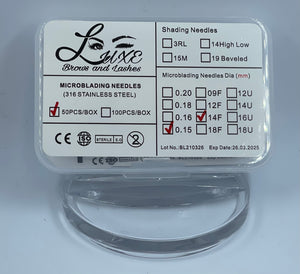 LUXE
Brows and Lashes
MICROBLADING NEEDLES
(316 STAINLESS STEEL)
50PCS/BOX 100PCS/BOX
STERILE R
Shading Needles
3RL 14High Low
15M 19 Beveled
Microblading Needles Dia (mm)
0.20 09F 12U
0.18 12F 14U
0.16 14F 16U
0.15 18F 18U
Lot No.:BL210326 Exp Date:26.03.2025